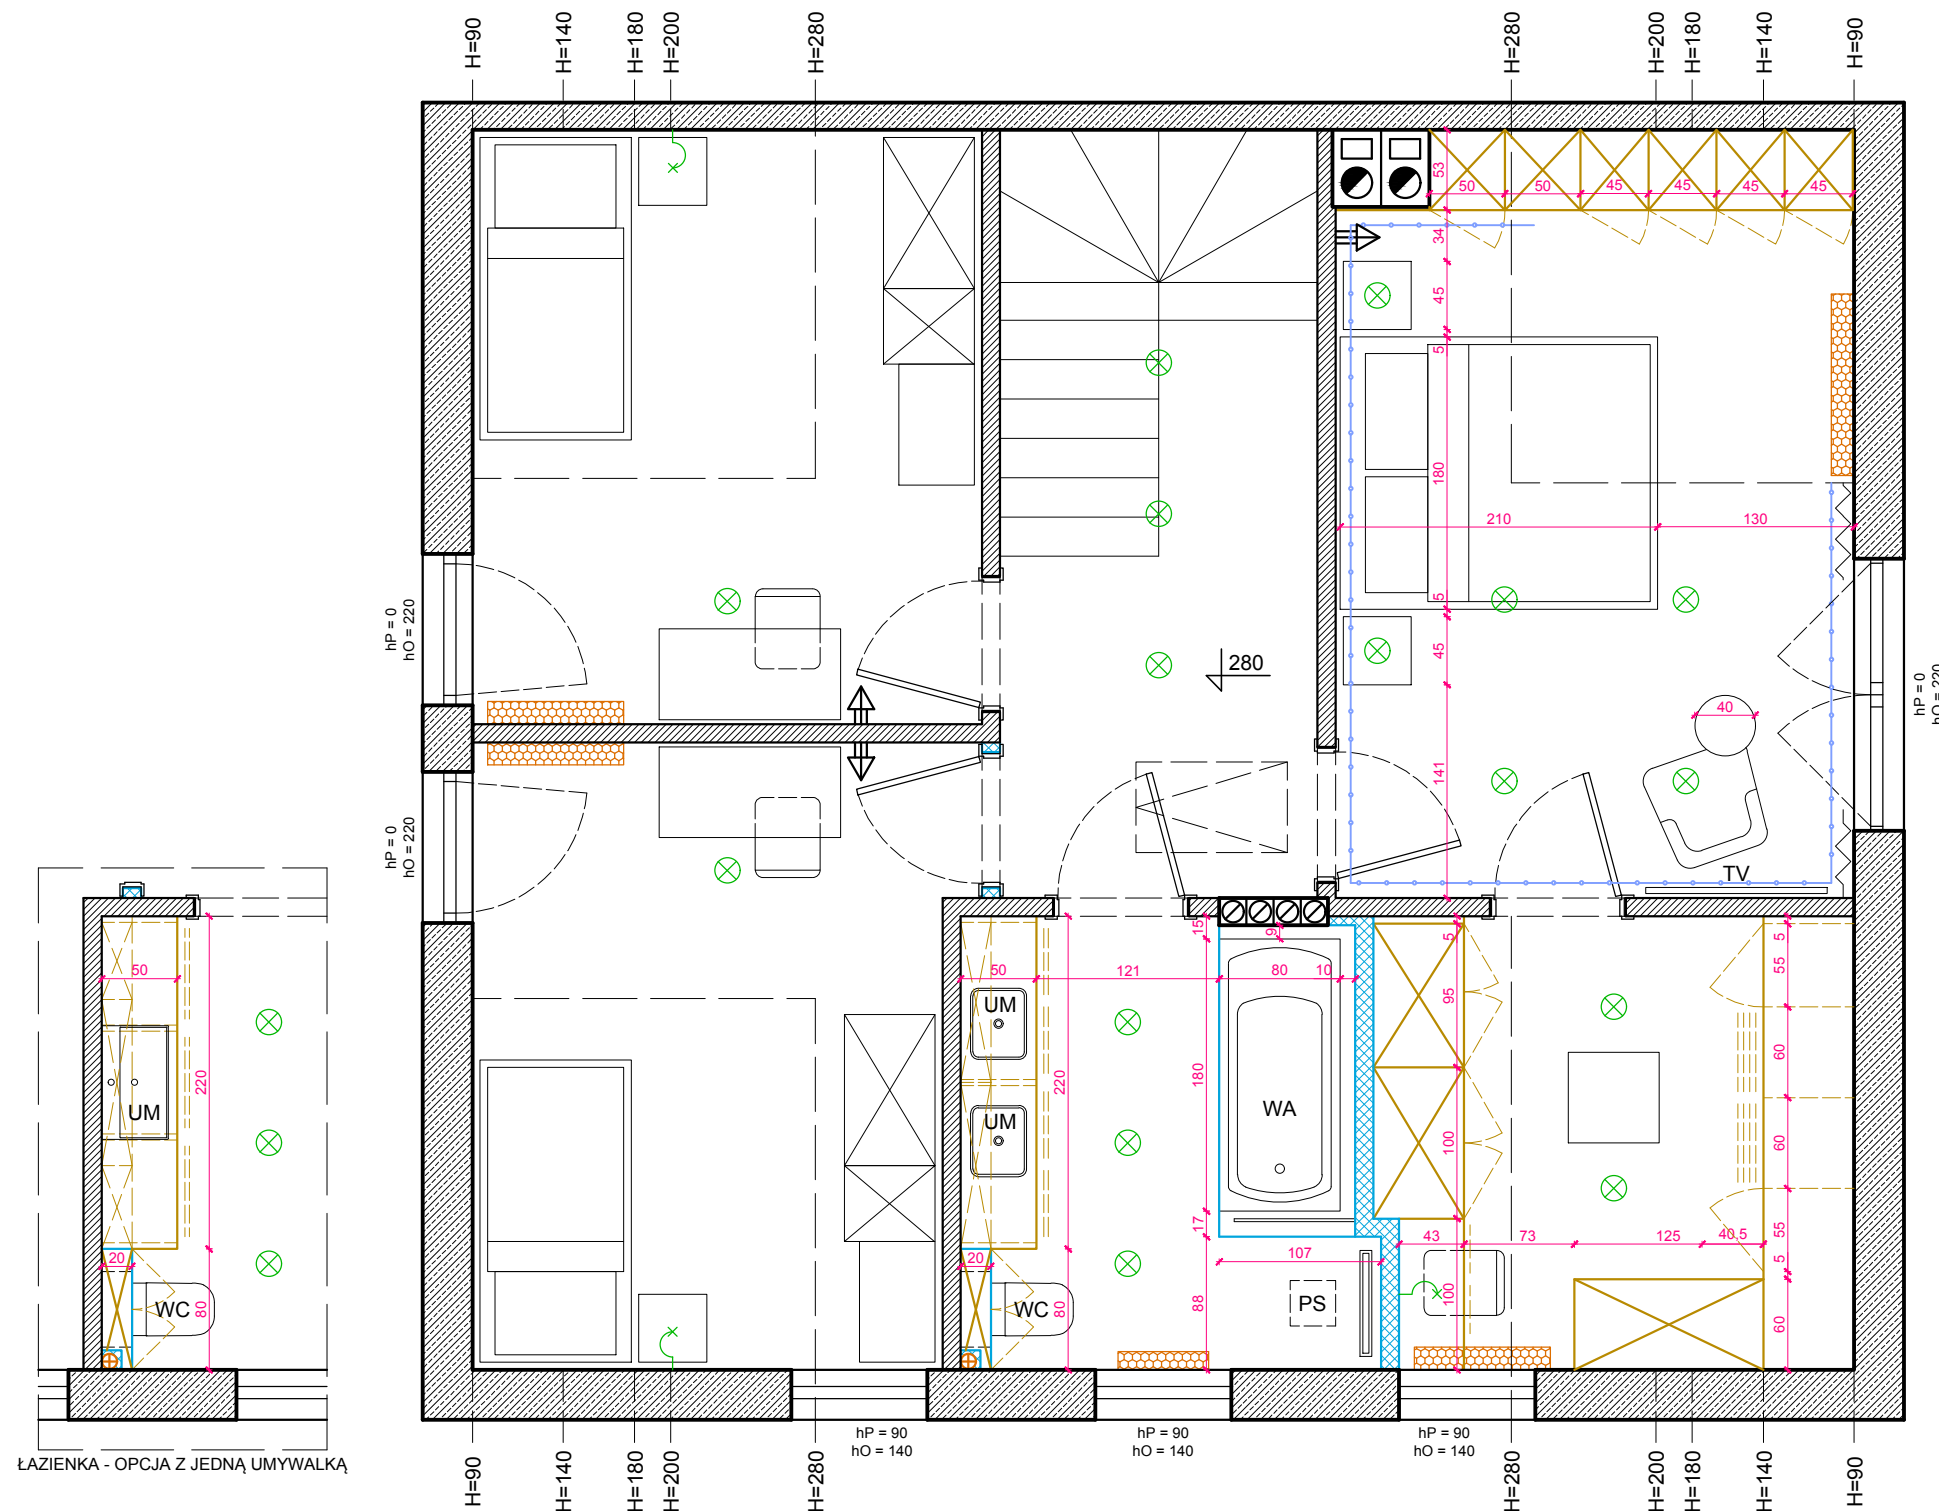 H=90
H=140
H=180
H=200
H=280
H=280
H=200
H=180
H=140
H=90
53
50
50
45
45
45
45
34
45
5
180
210
130
5
45
141
40
TV
280
hP = 0
hO = 220
hP = 0
hO = 220
hP = 0
hO = 220
50
220
UM
20
WC
80
ŁAZIENKA - OPCJA Z JEDNĄ UMYWALKĄ
15
9
50
121
80
10
UM
UM
220
180
WA
17
107
20
WC
80
88
PS
5
95
100
43
73
125
40,5
100
5
55
60
60
55
5
60
hP = 90
hO = 140
hP = 90
hO = 140
hP = 90
hO = 140
H=90
H=140
H=180
H=200
H=280
H=280
H=200
H=180
H=140
H=90